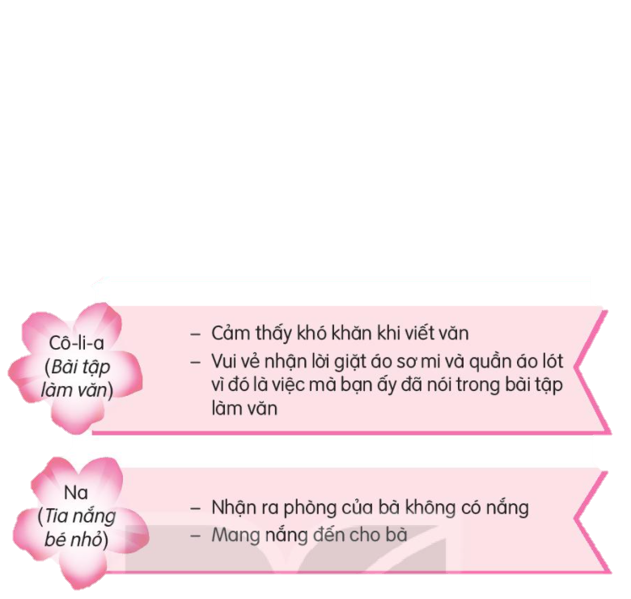 Cô-li-a
(Bài tập
làm văn)
– Cảm thấy khó khăn khi viết văn
– Vui vẻ nhận lời giặt áo sơ mi và quần áo lót
vì đó là việc mà bạn ấy đã nói trong bài tập
làm văn
Na
(Tia nắng
bé nhỏ)
– Nhận ra phòng của bà không có nắng
– Mang nắng đến cho bà